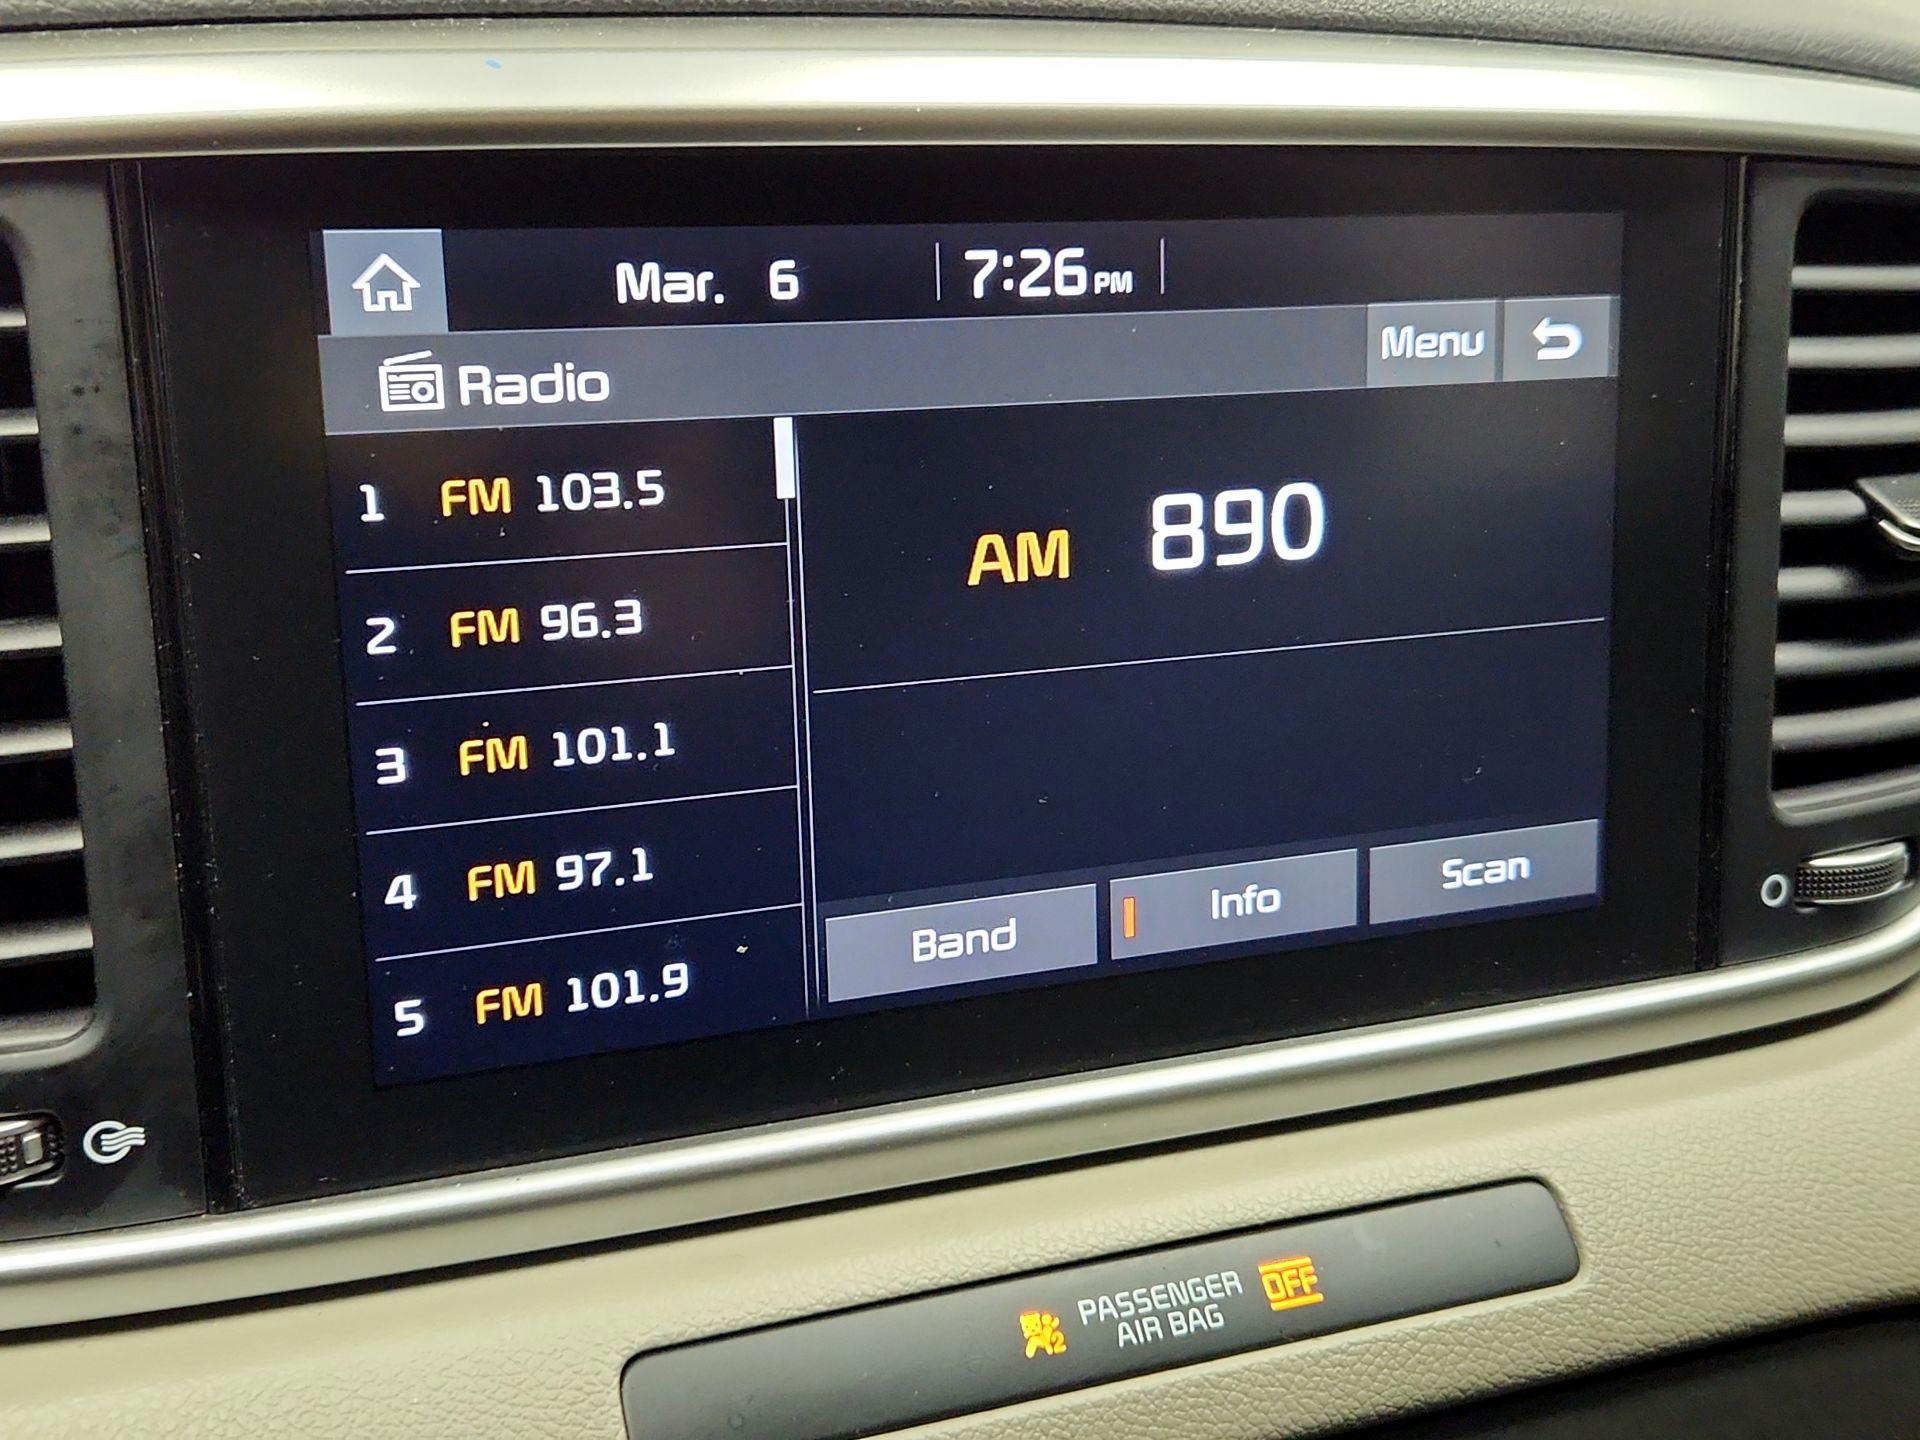 Mar. 6 7:26 PM
Radio Menu
1 FM 103.5
2 FM 96.3
3 FM 101.1
4 FM 97.1
5 FM 101.9
AM 890
Band Info Scan
PASSENGER
AIR BAG
OFF
2